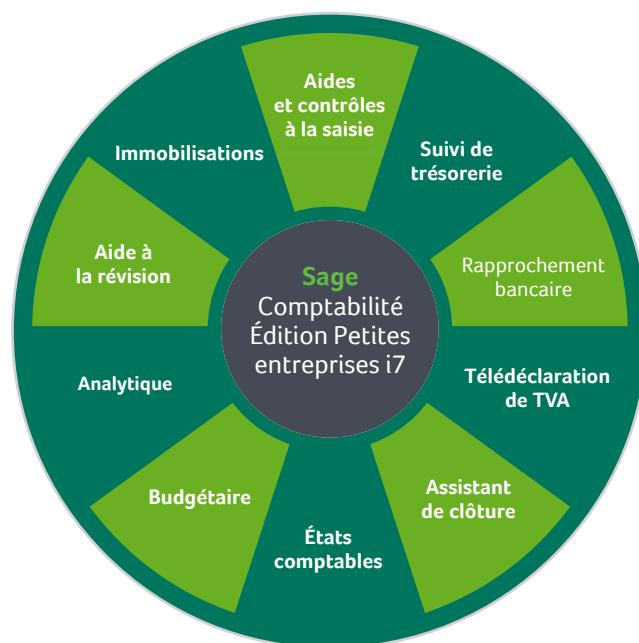 Aides
et contrôles
à la saisie
Suivi de
trésorerie
Rapprochement
bancaire
Télédéclaration
de TVA
Assistant
de clôture
États
comptables
Budgétaire
Analytique
Aide à
la révision
Immobilisations
Sage
Comptabilité
Édition Petites
entreprises i7